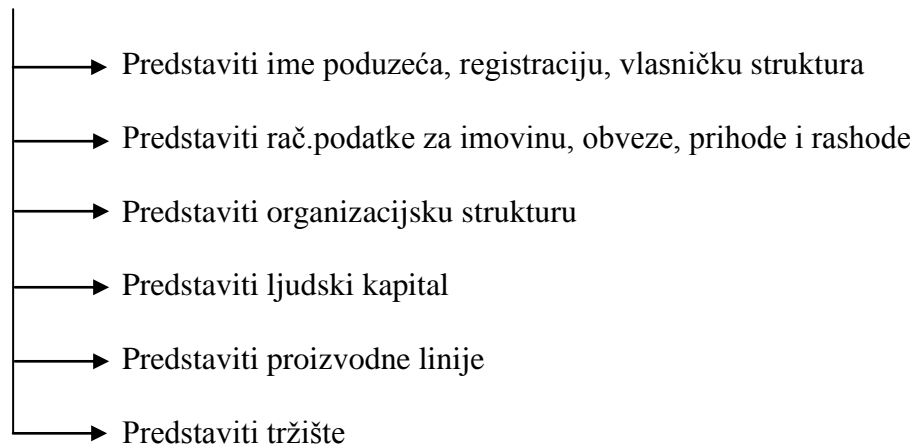 Predstaviti ime poduzeća, registraciju, vlasničku struktura
Predstaviti rač.podatke za imovinu, obveze, prihode i rashode
Predstaviti organizacijsku strukturu
Predstaviti ljudski kapital
Predstaviti proizvodne linije
Predstaviti tržište